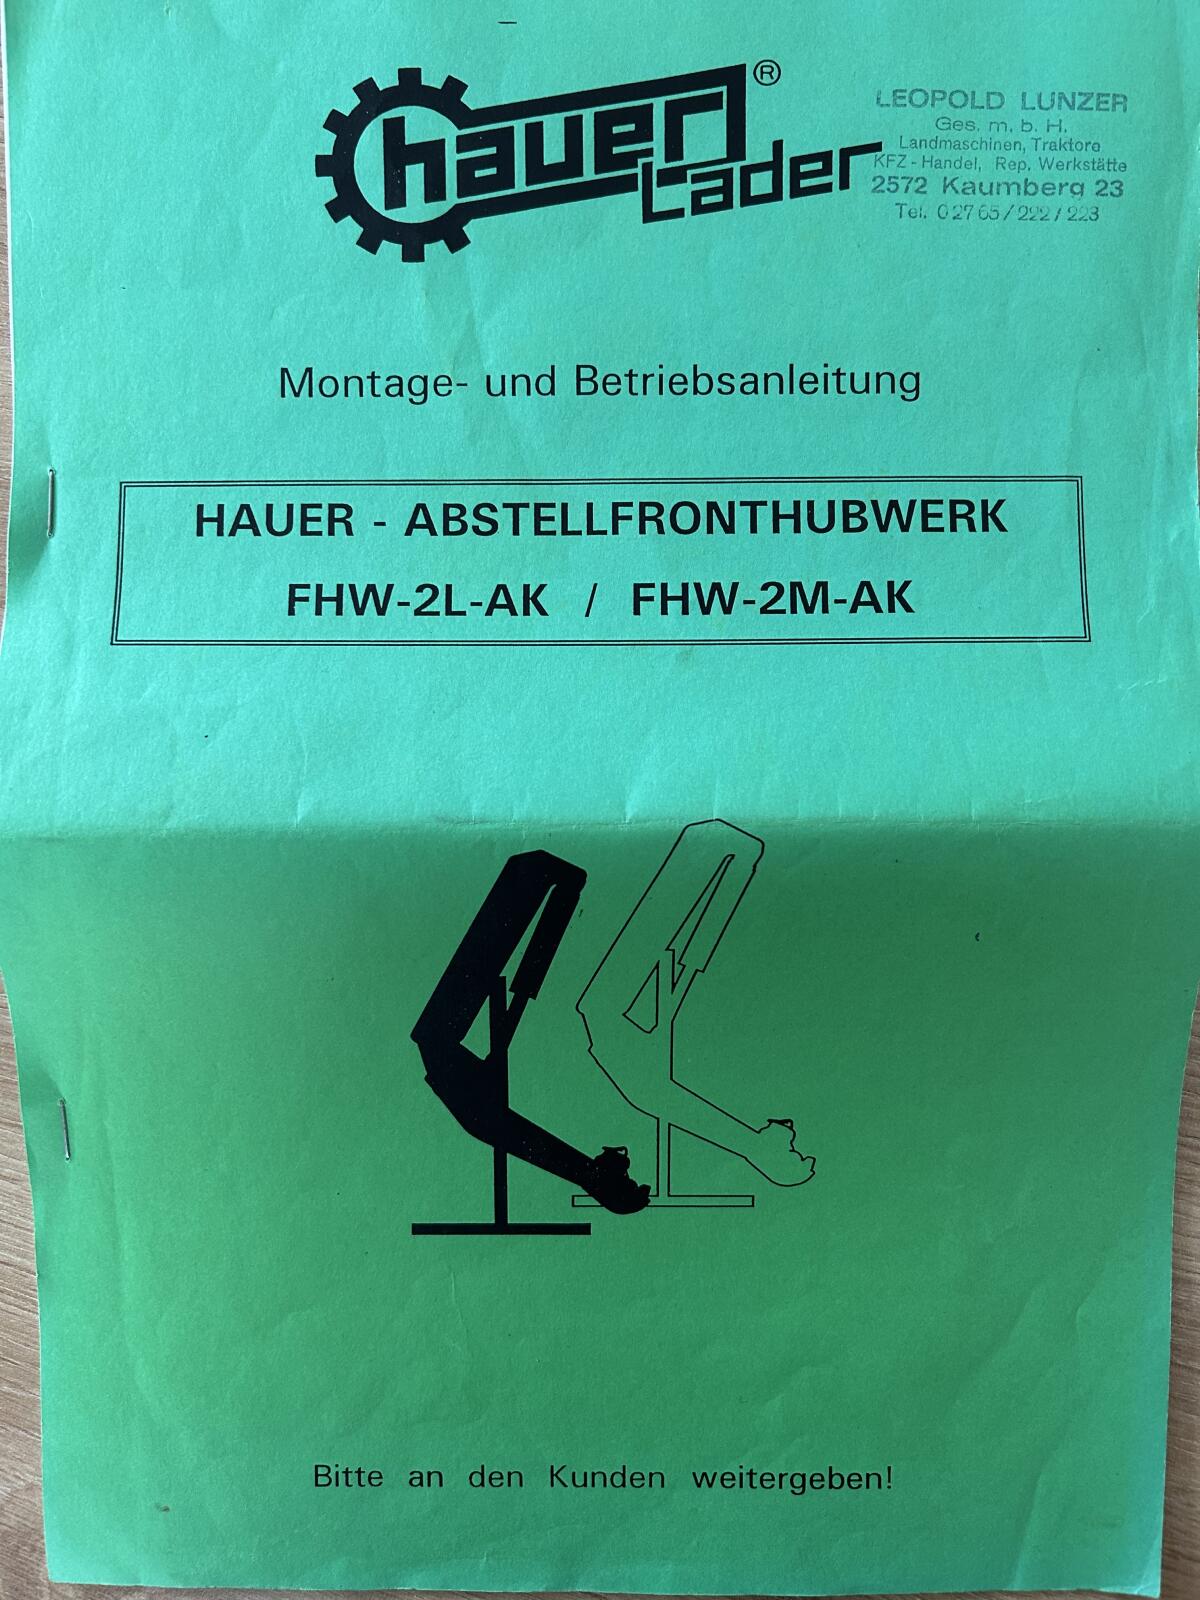 hauer ®
Lader
LEOPOLD LUNZER
Ges. m. b. H.
Landmaschinen, Traktore
KFZ - Handel, Rep. Werkstätte
2572 Kaumberg 23
Tel. 02765/222/223
Montage- und Betriebsanleitung
HAUER - ABSTELLFRONTHUBWERK
FHW-2L-AK / FHW-2M-AK
Bitte an den Kunden weitergeben!